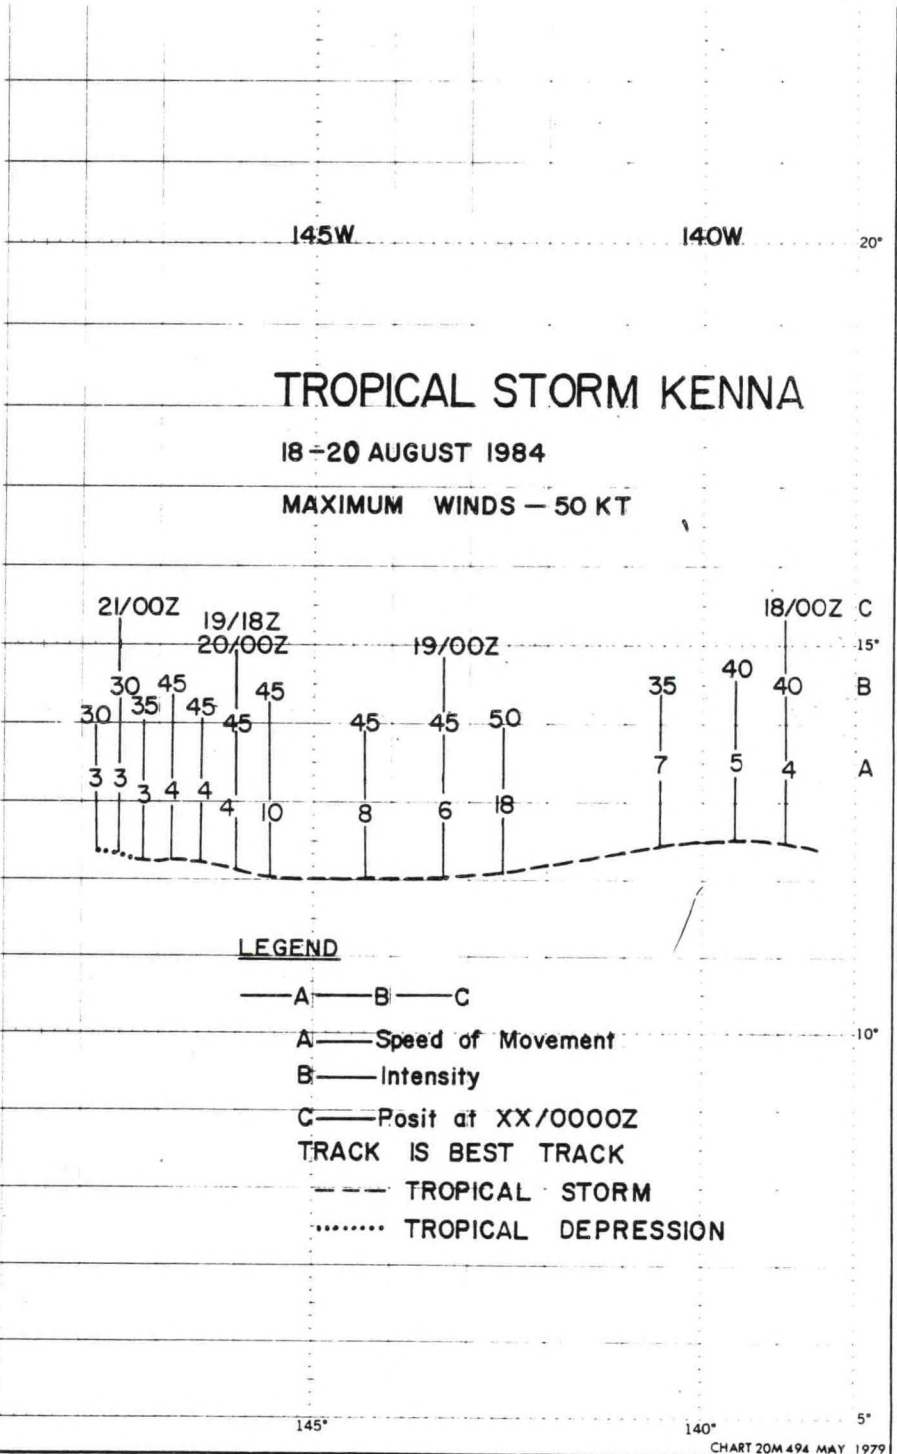 145W 140W 20°
TROPICAL STORM KENNA
18-20 AUGUST 1984
MAXIMUM WINDS — 50 KT
21/00Z 19/18Z 18/00Z C
20/00Z 19/00Z 15°
30 30 35 45 45 45 45 45 45 50 35 40 40 B
3 3 3 4 4 4 10 8 6 18 7 5 4 A
LEGEND
A B C
A Speed of Movement 10°
B Intensity
C Posit at XX/0000Z
TRACK IS BEST TRACK
TROPICAL STORM
TROPICAL DEPRESSION
145° 140° 5°
CHART 20M 494 MAY 1979